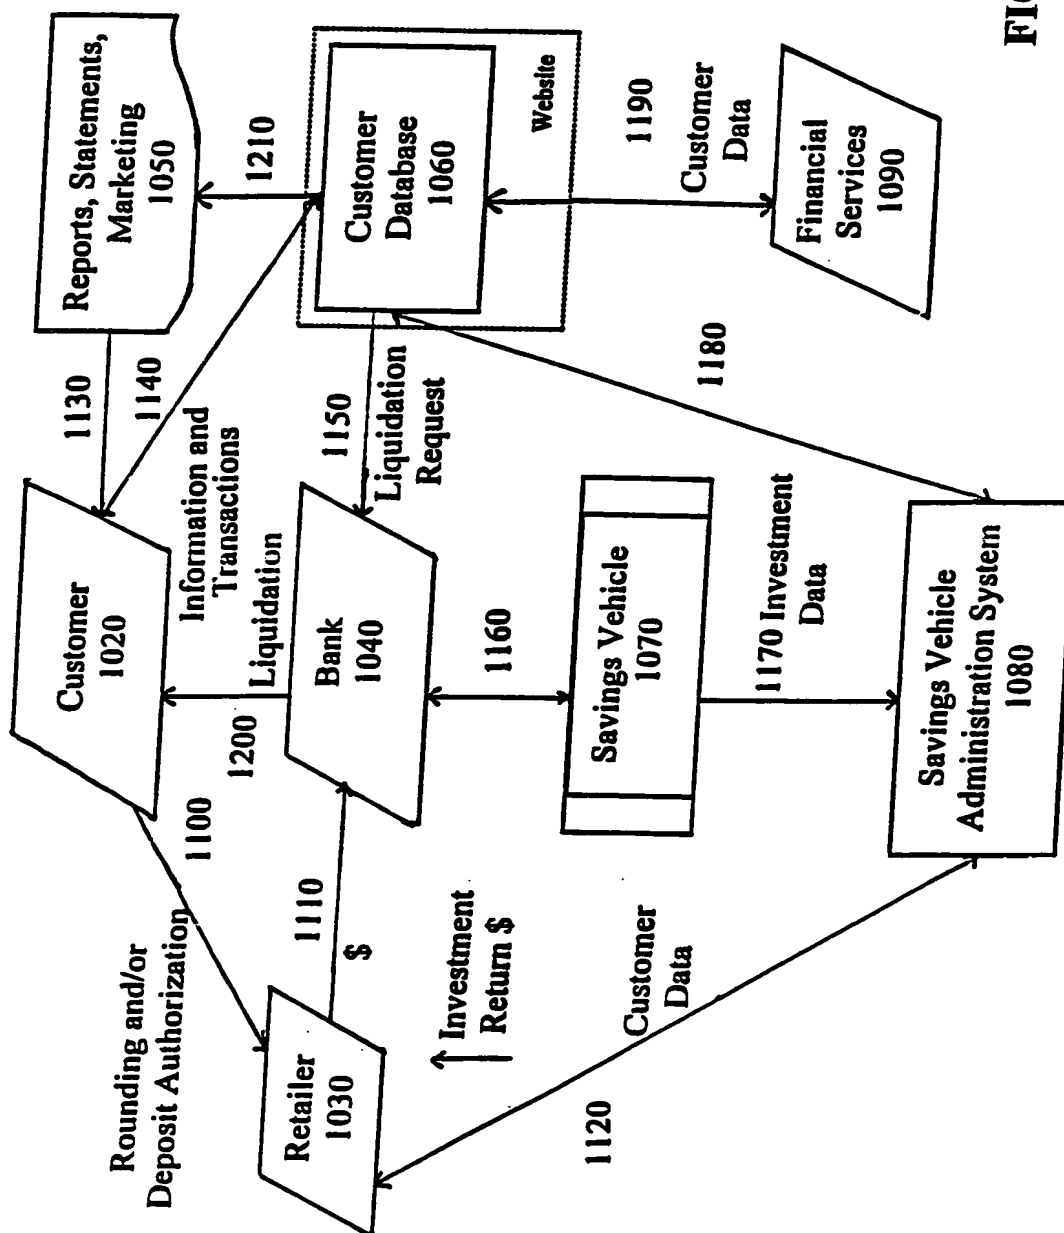 Reports, Statements,
Marketing
1050
1210
Customer
Database
1060
Website
1190
Customer
Data
Financial
Services
1090
1130
1140
Information and
Transactions
1150
Liquidation
Request
1180
Customer
1020
Liquidation
1200
Bank
1040
1160
Savings Vehicle
1070
1170 Investment
Data
Savings Vehicle
Administration System
1080
1100
Rounding and/or
Deposit Authorization
1110
$
Retailer
1030
Investment
Return $
Customer
Data
1120